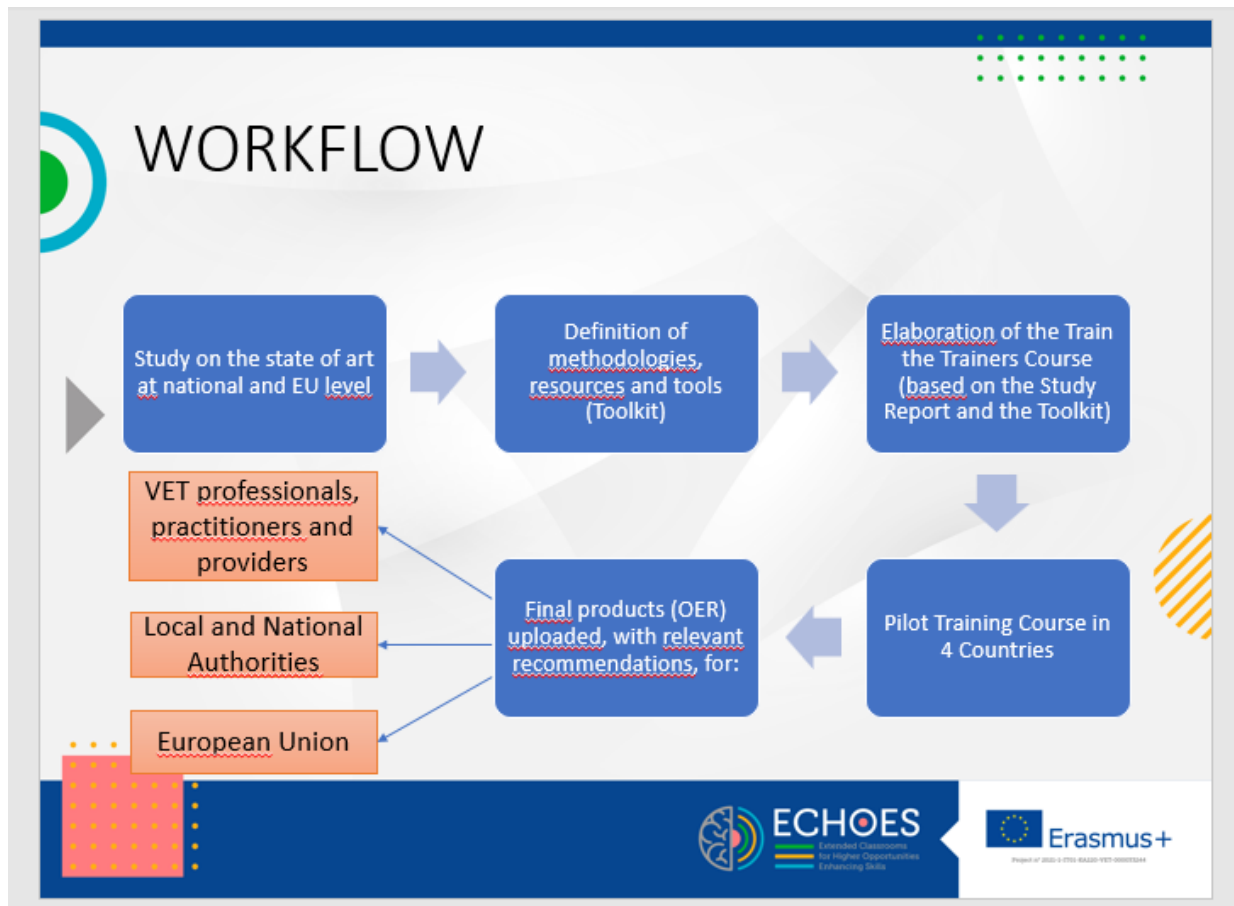 WORKFLOW
Study on the state of art
at national and EU level
Definition of
methodologies,
resources and tools
(Toolkit)
Elaboration of the Train
the Trainers Course
(based on the Study
Report and the Toolkit)
VET professionals,
practitioners and
providers
Local and National
Authorities
European Union
Final products (OER)
uploaded, with relevant
recommendations, for:
Pilot Training Course in
4 Countries
ECHOES
Extended Classrooms
for Higher Opportunities
Enhancing Skills
Erasmus+